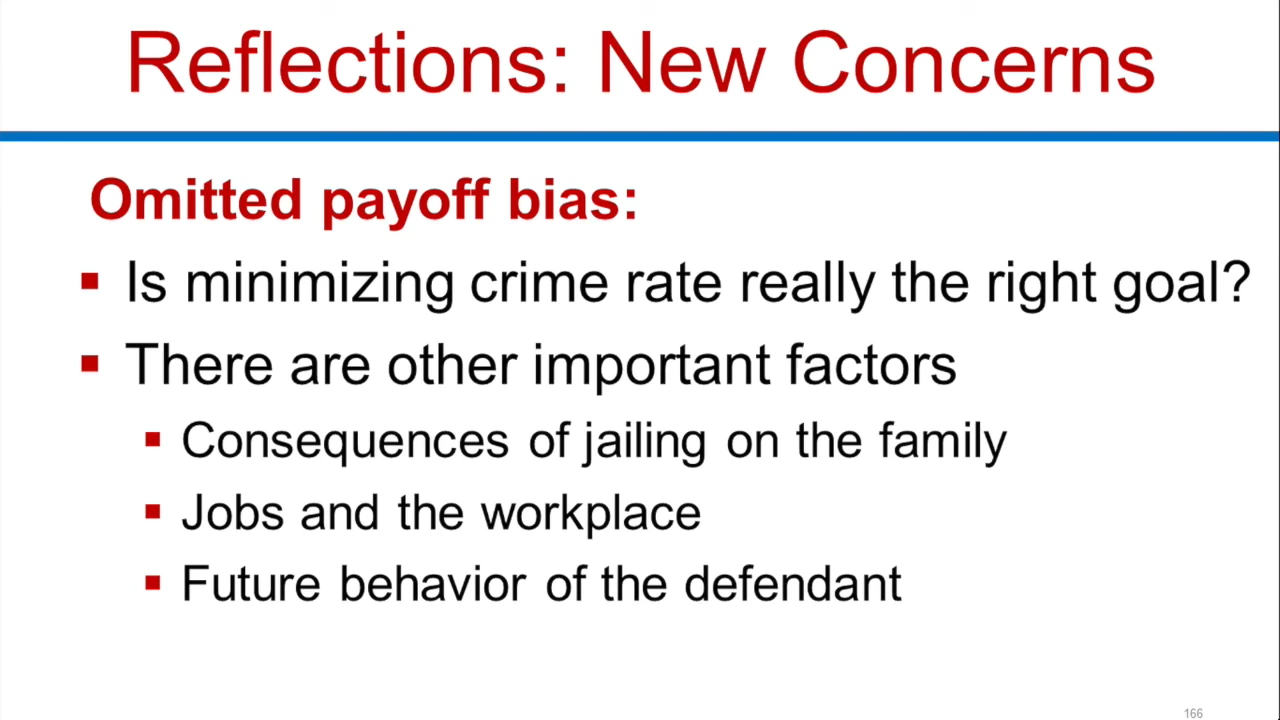 Reflections: New Concerns
Omitted payoff bias:
▪ Is minimizing crime rate really the right goal?
▪ There are other important factors
▪ Consequences of jailing on the family
▪ Jobs and the workplace
▪ Future behavior of the defendant
166